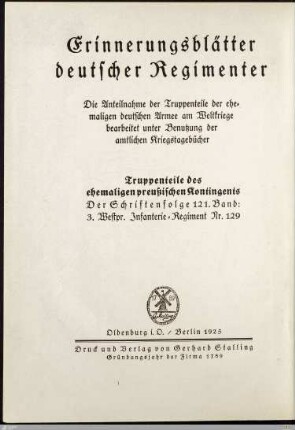 Erinnerungsblätter
deutscher Regimenter
Die Anteilnahme der Truppenteile der ehe-
maligen deutschen Armee am Weltkriege
bearbeitet unter Benutzung der
amtlichen Kriegstagebücher
Truppenteile des
ehemaligen preußischen Kontingents
Der Schriftenfolge 121. Band:
3. Westpr. Infanterie-Regiment Nr. 129
Oldenburg i. O. / Berlin 1925
Druck und Verlag von Gerhard Stalling
Gründungsjahr der Firma 1789